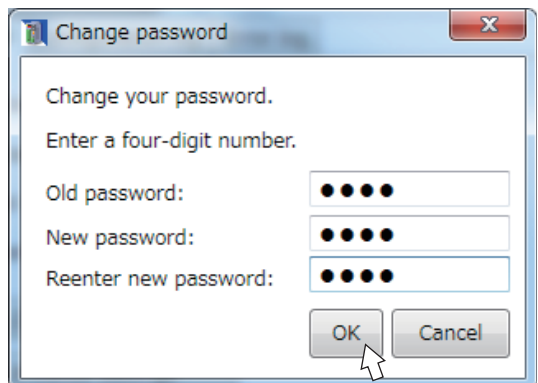 Change password
Change your password.
Enter a four-digit number.
Old password: ●●●●
New password: ●●●●
Reenter new password: ●●●●
OK Cancel